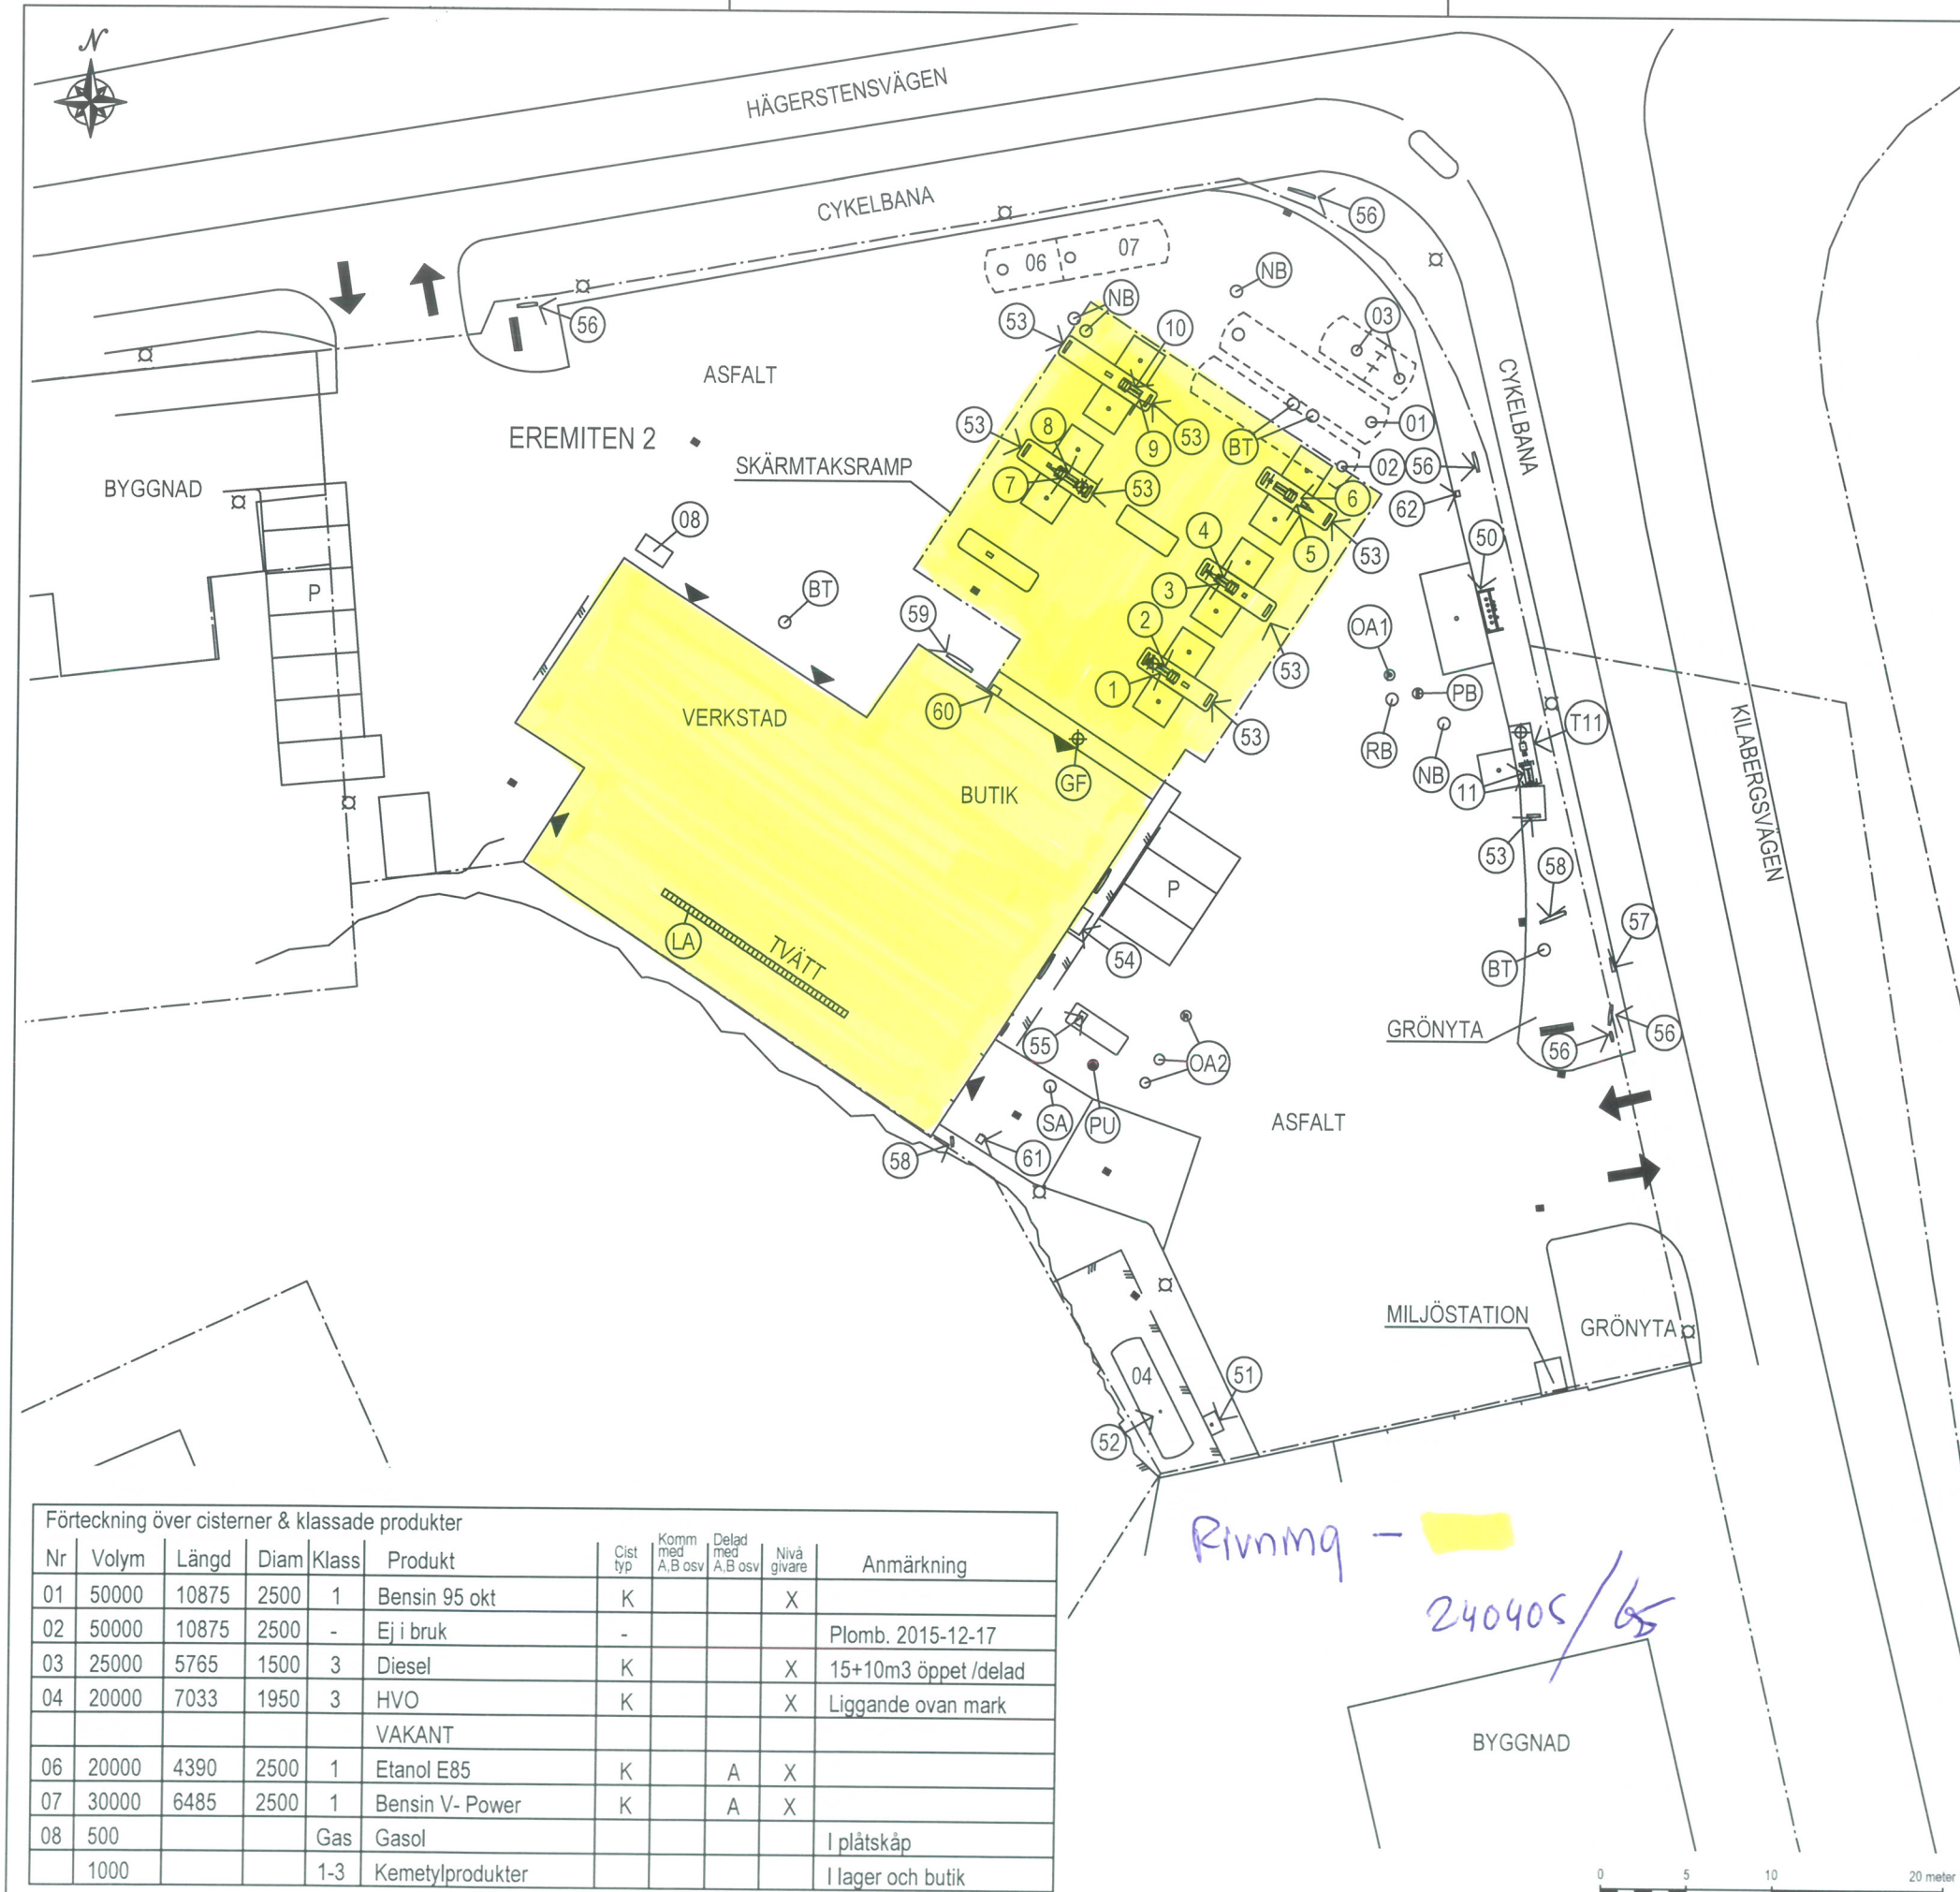 N
HÄGERSTENSVÄGEN
CYKELBANA
56
06
07
NB
03
56
NB
53
10
ASFALT
CYKELBANA
EREMITEN 2
53
8
9
53
BT
01
BYGGNAD
SKÄRMTAKSRAMP
02
56
7
53
6
62
08
4
5
53
50
P
BT
59
3
2
OA1
53
1
PB
60
VERKSTAD
53
RB
NB
T11
KILABERGSVÄGEN
GF
BUTIK
11
53
58
P
LA
TVÄTT
54
57
BT
GRÖNYTA
55
56
56
OA2
SA
PU
ASFALT
58
61
MILJÖSTATION
GRÖNYTA
04
51
52
Förteckning över cisterner & klassade produkter
Nr Volym Längd Diam Klass Produkt Cist typ Komm med A,B osv Delad med A,B osv Nivå givare Anmärkning
01 50000 10875 2500 1 Bensin 95 okt K X
02 50000 10875 2500 - Ej i bruk - Plomb. 2015-12-17
03 25000 5765 1500 3 Diesel K X 15+10m3 öppet /delad
04 20000 7033 1950 3 HVO K X Liggande ovan mark
VAKANT
06 20000 4390 2500 1 Etanol E85 K A X
07 30000 6485 2500 1 Bensin V- Power K A X
08 500 Gas Gasol I plåtskåp
1000 1-3 Kemetylprodukter I lager och butik
Rivning -
240405/
BYGGNAD
0 5 10 20 meter